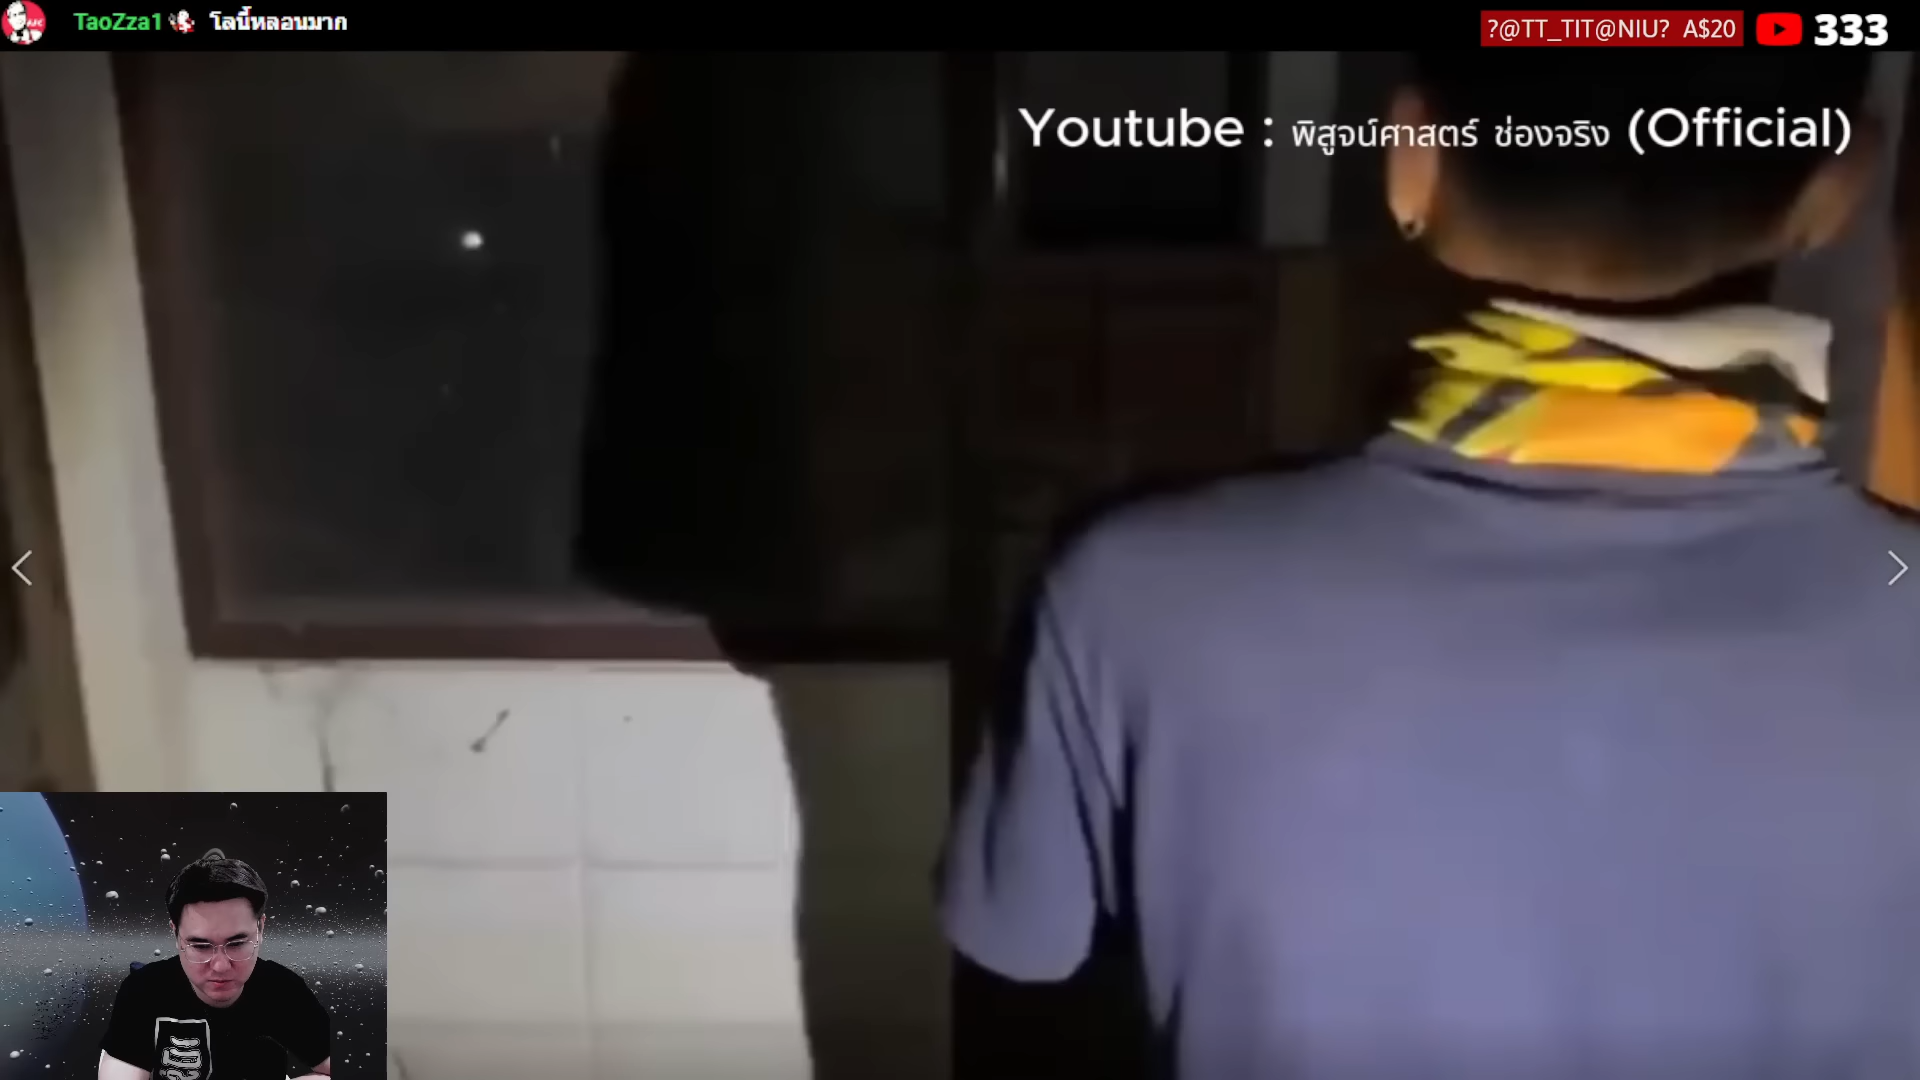 TaoZza1 โลนี้หลอนมาก
?@TT_TIT@NIU? A$20
333
Youtube : พิสูจน์ศาสตร์ ช่องจริง (Official)